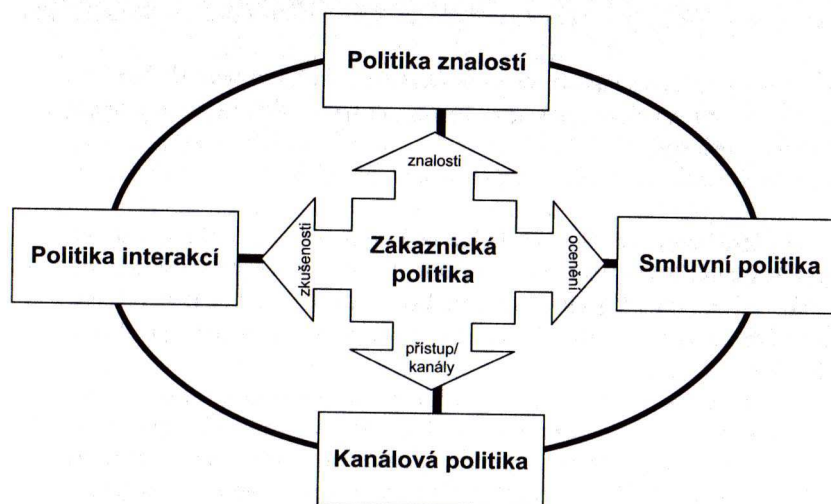 Politika znalostí
znalosti
Politika interakcí
zkušenosti
Zákaznická
politika
ocenění
Smluvní politika
přístup/
kanály
Kanálová politika